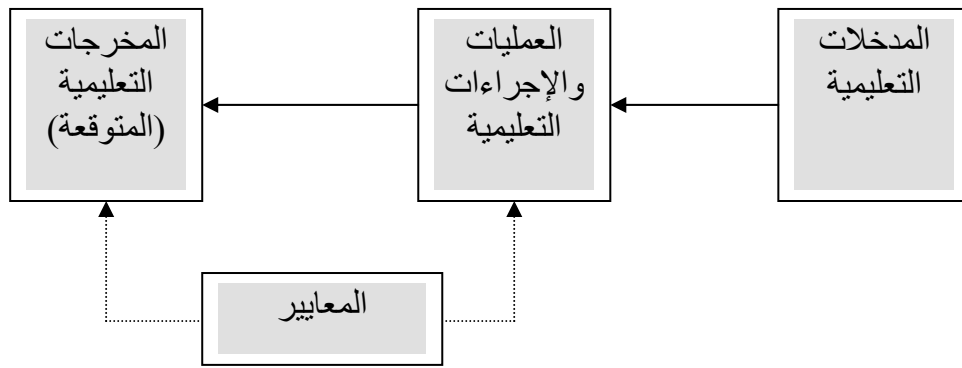 المدخلات
التعليمية
العمليات
والإجراءات
التعليمية
المخرجات
التعليمية
(المتوقعة)
المعايير